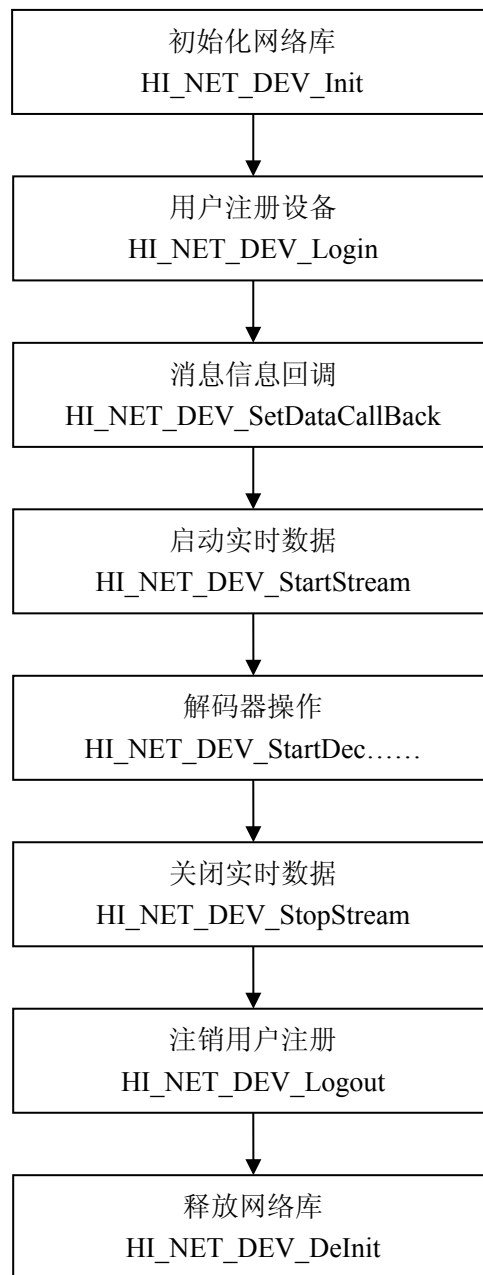 初始化网络库
HI_NET_DEV_Init
用户注册设备
HI_NET_DEV_Login
消息信息回调
HI_NET_DEV_SetDataCallBack
启动实时数据
HI_NET_DEV_StartStream
解码器操作
HI_NET_DEV_StartDec……
关闭实时数据
HI_NET_DEV_StopStream
注销用户注册
HI_NET_DEV_Logout
释放网络库
HI_NET_DEV_DeInit